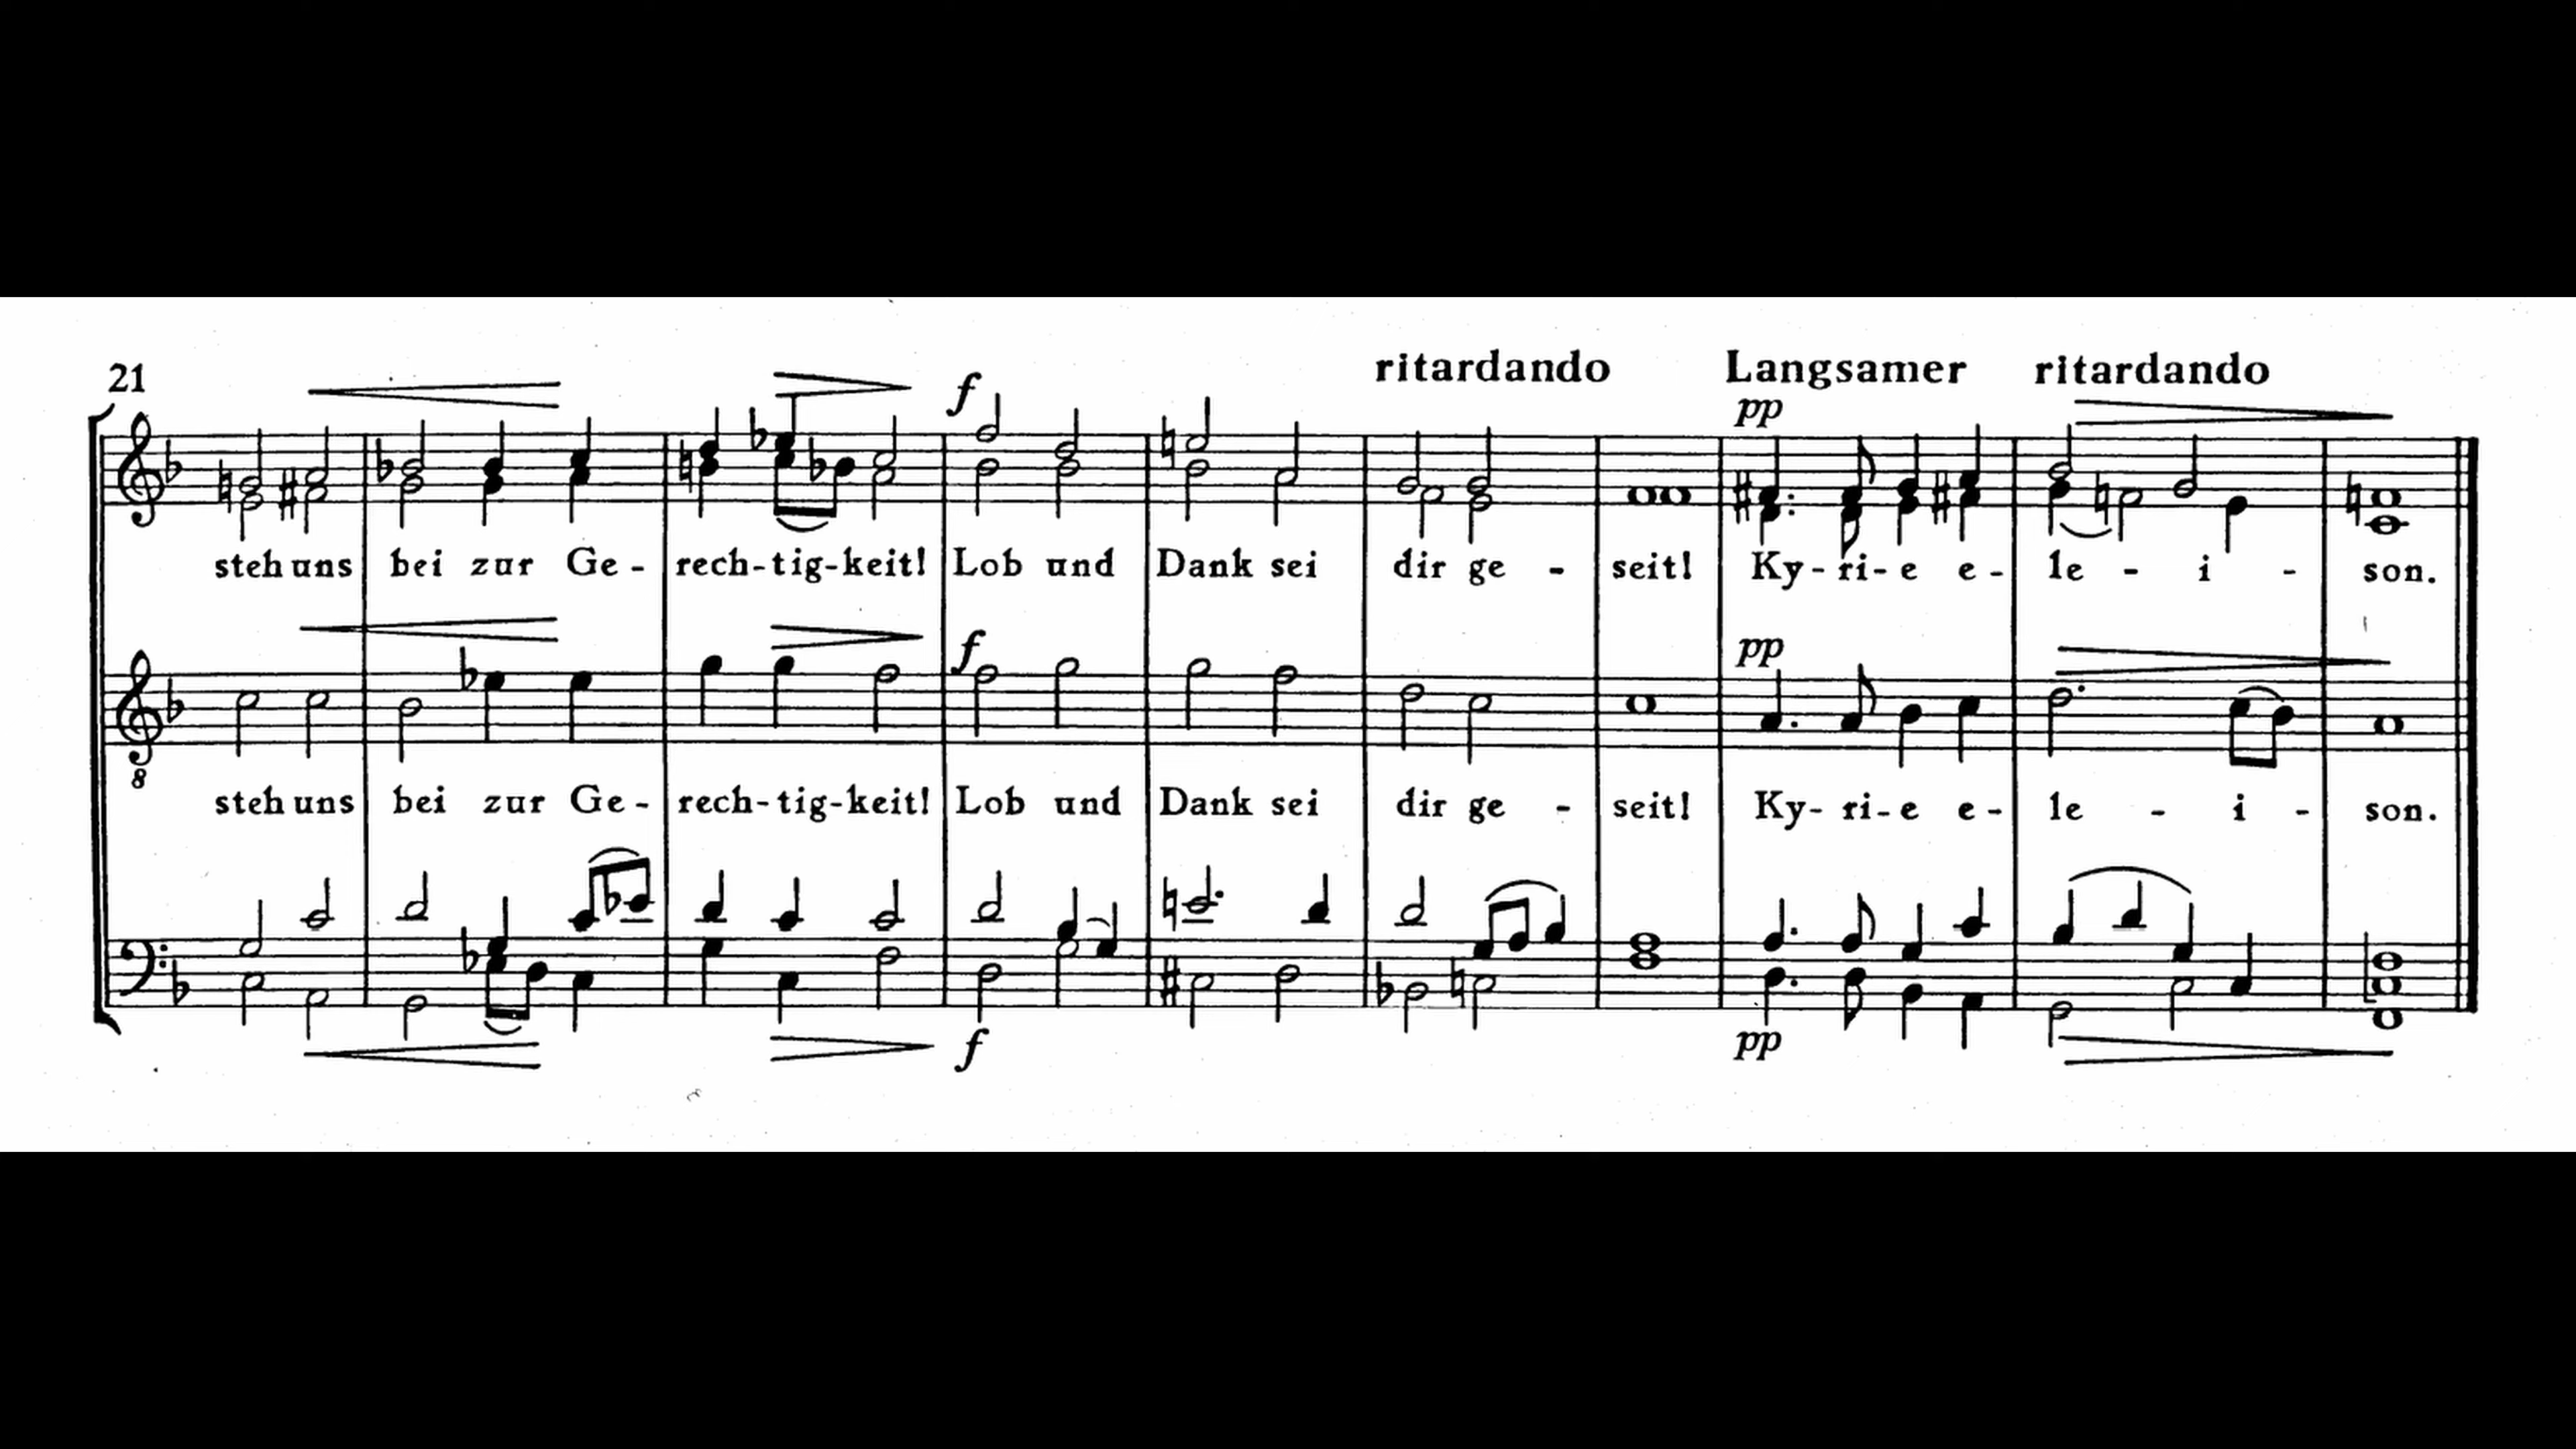 ritardando Langsamer ritardando
21
f pp
steh uns bei zur Ge - rech - tig - keit! Lob und Dank sei dir ge - seit! Ky - ri - e e - le - i - son.
f pp
8
steh uns bei zur Ge - rech - tig - keit! Lob und Dank sei dir ge - seit! Ky - ri - e e - le - i - son.
f pp